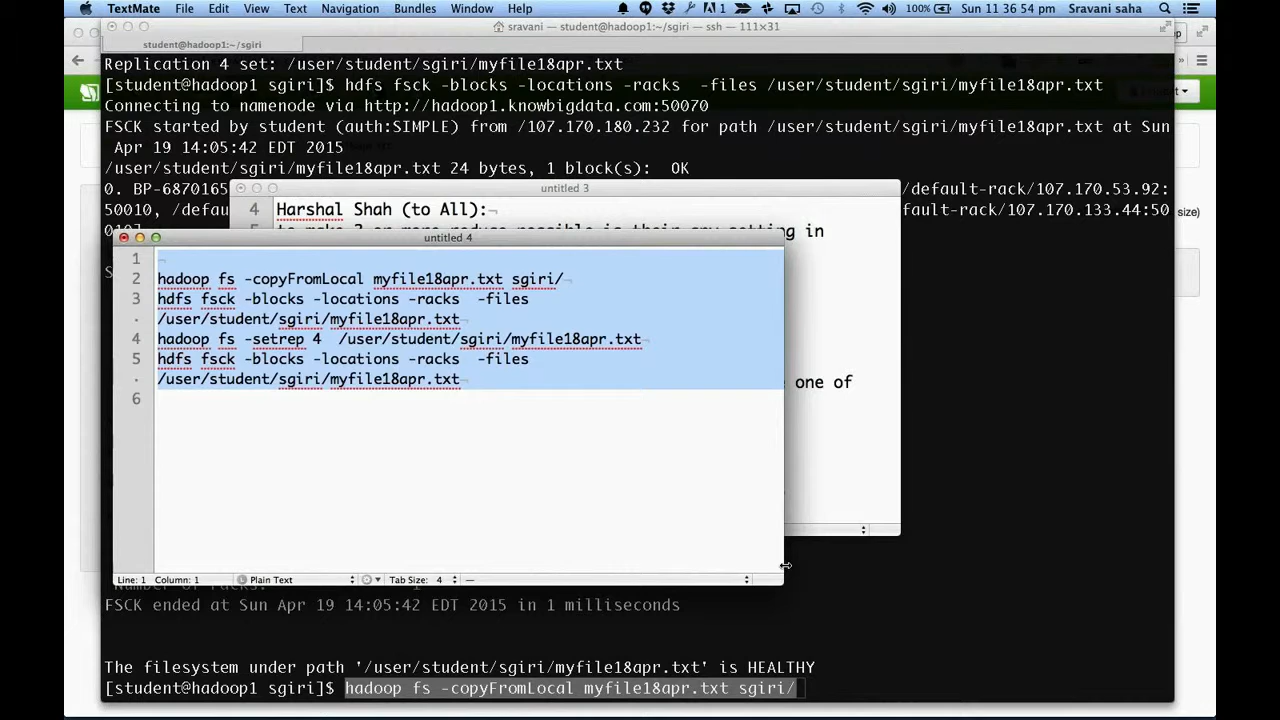 TextMate File Edit View Text Navigation Bundles Window Help 1 100% Sun 11 36 54 pm Sravani saha
sravani — student@hadoop1:~/sgiri — ssh — 111×31
student@hadoop1:~/sgiri
Replication 4 set: /user/student/sgiri/myfile18apr.txt
[student@hadoop1 sgiri]$ hdfs fsck -blocks -locations -racks  -files /user/student/sgiri/myfile18apr.txt
Connecting to namenode via http://hadoop1.knowbigdata.com:50070
FSCK started by student (auth:SIMPLE) from /107.170.180.232 for path /user/student/sgiri/myfile18apr.txt at Sun
Apr 19 14:05:42 EDT 2015
/user/student/sgiri/myfile18apr.txt 24 bytes, 1 block(s):  OK
0. BP-6870165 /default-rack/107.170.53.92:
50010, /defau fault-rack/107.170.133.44:50
size)
untitled 3
4 Harshal Shah (to All):¬
5 in
one of
untitled 4
1 ¬
2 hadoop fs -copyFromLocal myfile18apr.txt sgiri/¬
3 hdfs fsck -blocks -locations -racks  -files
· /user/student/sgiri/myfile18apr.txt¬
4 hadoop fs -setrep 4  /user/student/sgiri/myfile18apr.txt¬
5 hdfs fsck -blocks -locations -racks  -files
· /user/student/sgiri/myfile18apr.txt¬
6
Line: 1 Column: 1 Plain Text Tab Size: 4 —
FSCK ended at Sun Apr 19 14:05:42 EDT 2015 in 1 milliseconds
The filesystem under path '/user/student/sgiri/myfile18apr.txt' is HEALTHY
[student@hadoop1 sgiri]$ hadoop fs -copyFromLocal myfile18apr.txt sgiri/